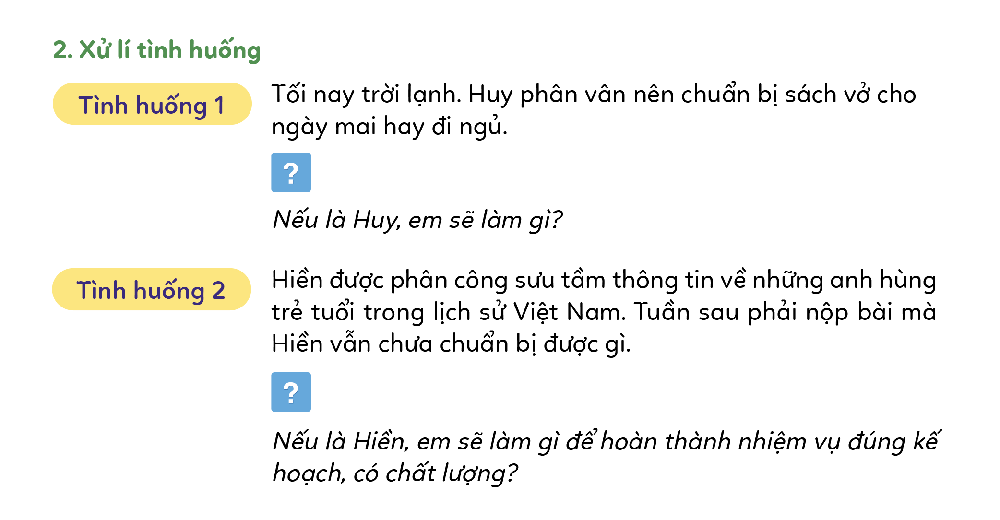 2. Xử lí tình huống
Tình huống 1
Tối nay trời lạnh. Huy phân vân nên chuẩn bị sách vở cho
ngày mai hay đi ngủ.
?
Nếu là Huy, em sẽ làm gì?
Tình huống 2
Hiền được phân công sưu tầm thông tin về những anh hùng
trẻ tuổi trong lịch sử Việt Nam. Tuần sau phải nộp bài mà
Hiền vẫn chưa chuẩn bị được gì.
?
Nếu là Hiền, em sẽ làm gì để hoàn thành nhiệm vụ đúng kế
hoạch, có chất lượng?